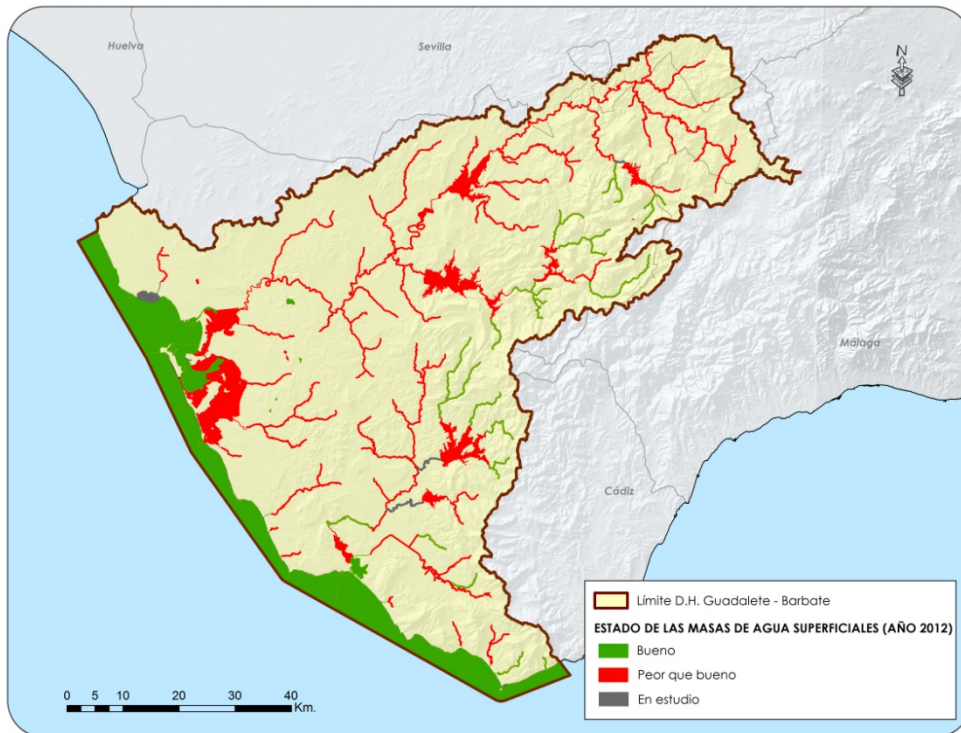 Huelva
Sevilla
N
Málaga
Cádiz
Límite D.H. Guadalete - Barbate
ESTADO DE LAS MASAS DE AGUA SUPERFICIALES (AÑO 2012)
Bueno
Peor que bueno
En estudio
0 5 10 20 30 40
Km.